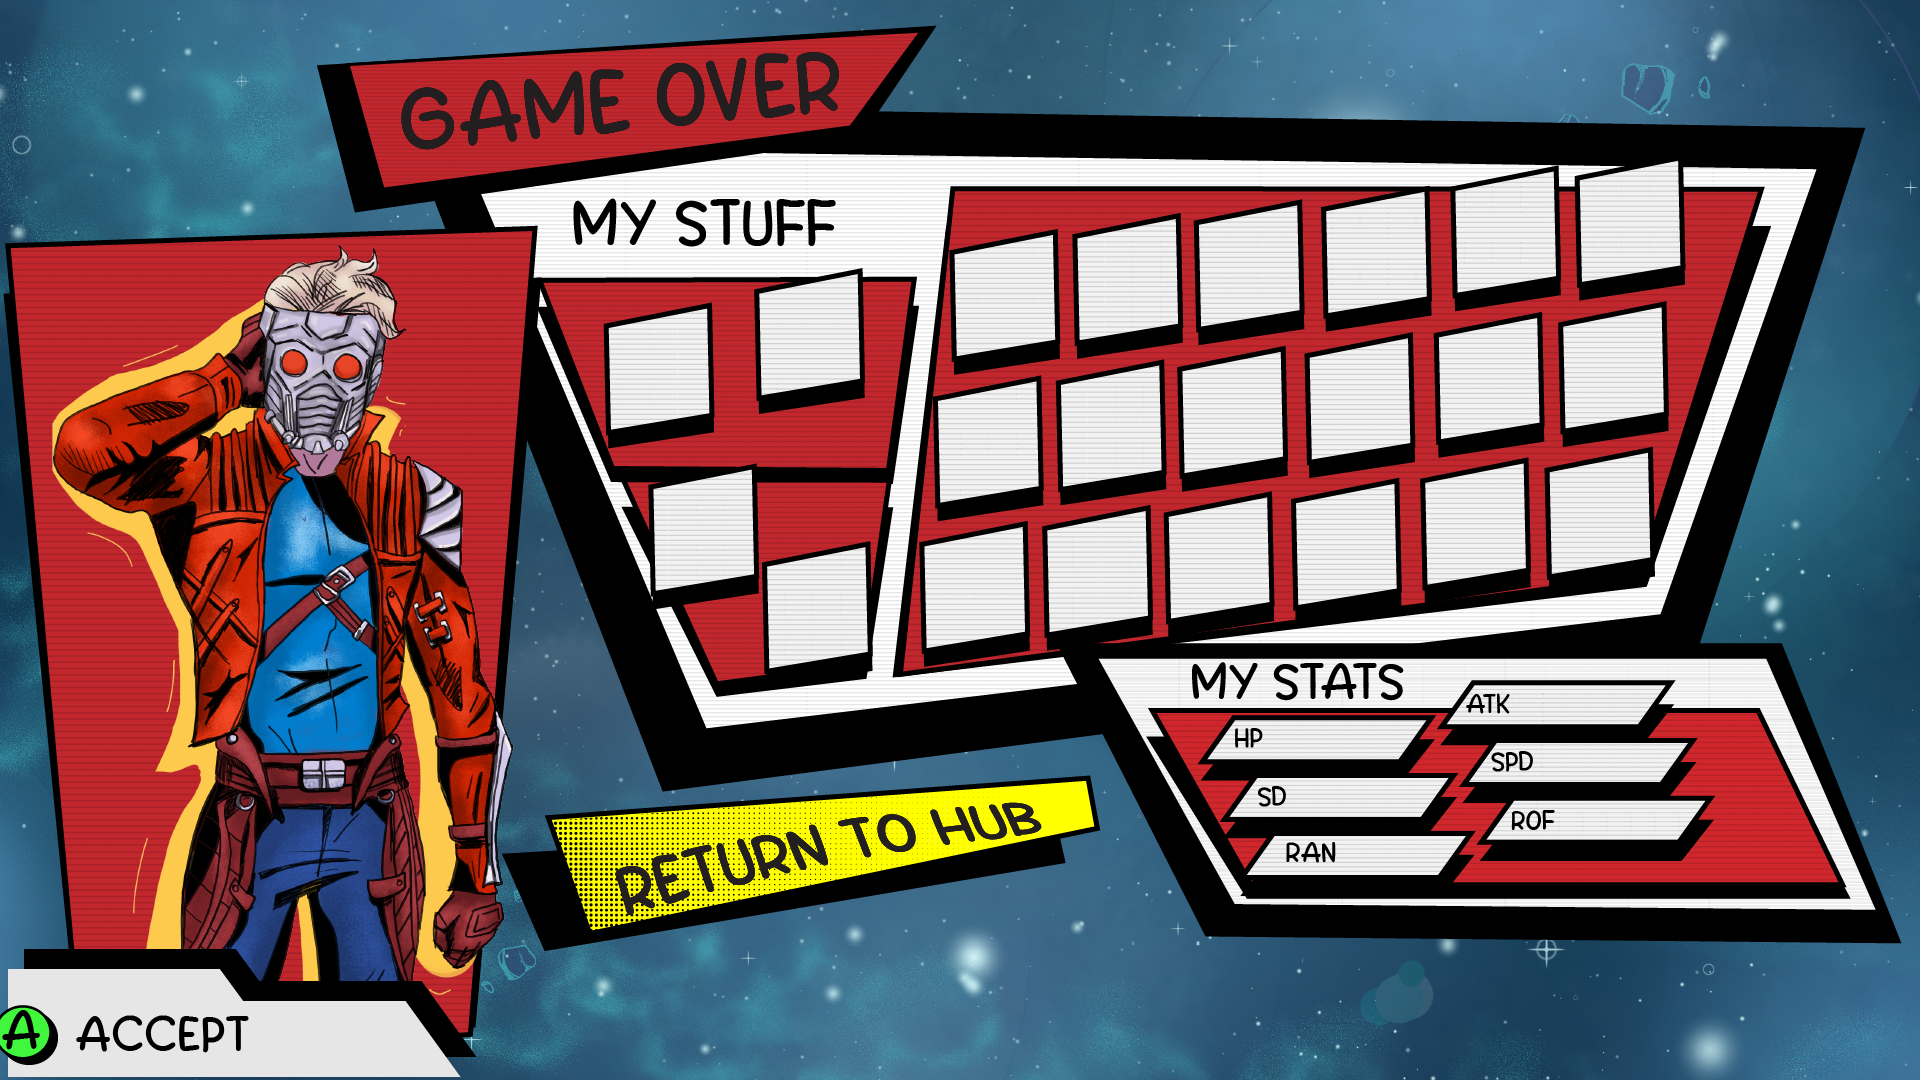 GAME OVER
MY STUFF
MY STATS
ATK
HP
SPD
SD
ROF
RAN
RETURN TO HUB
A ACCEPT